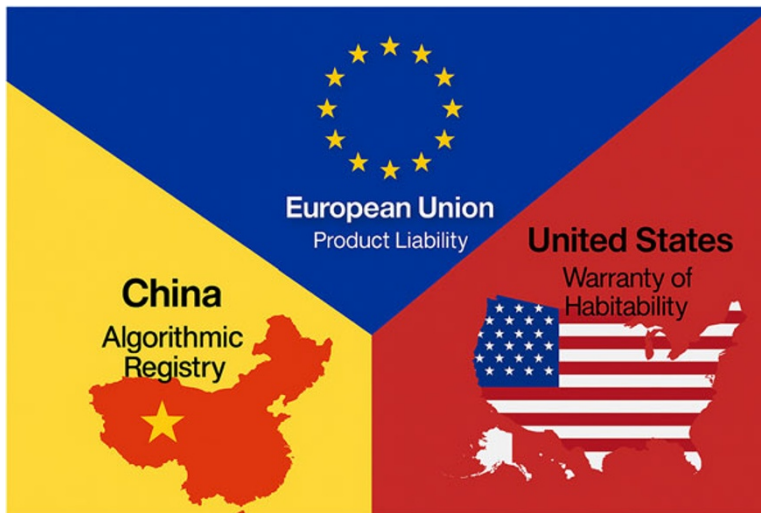 European Union
Product Liability
United States
Warranty of
Habitability
China
Algorithmic
Registry